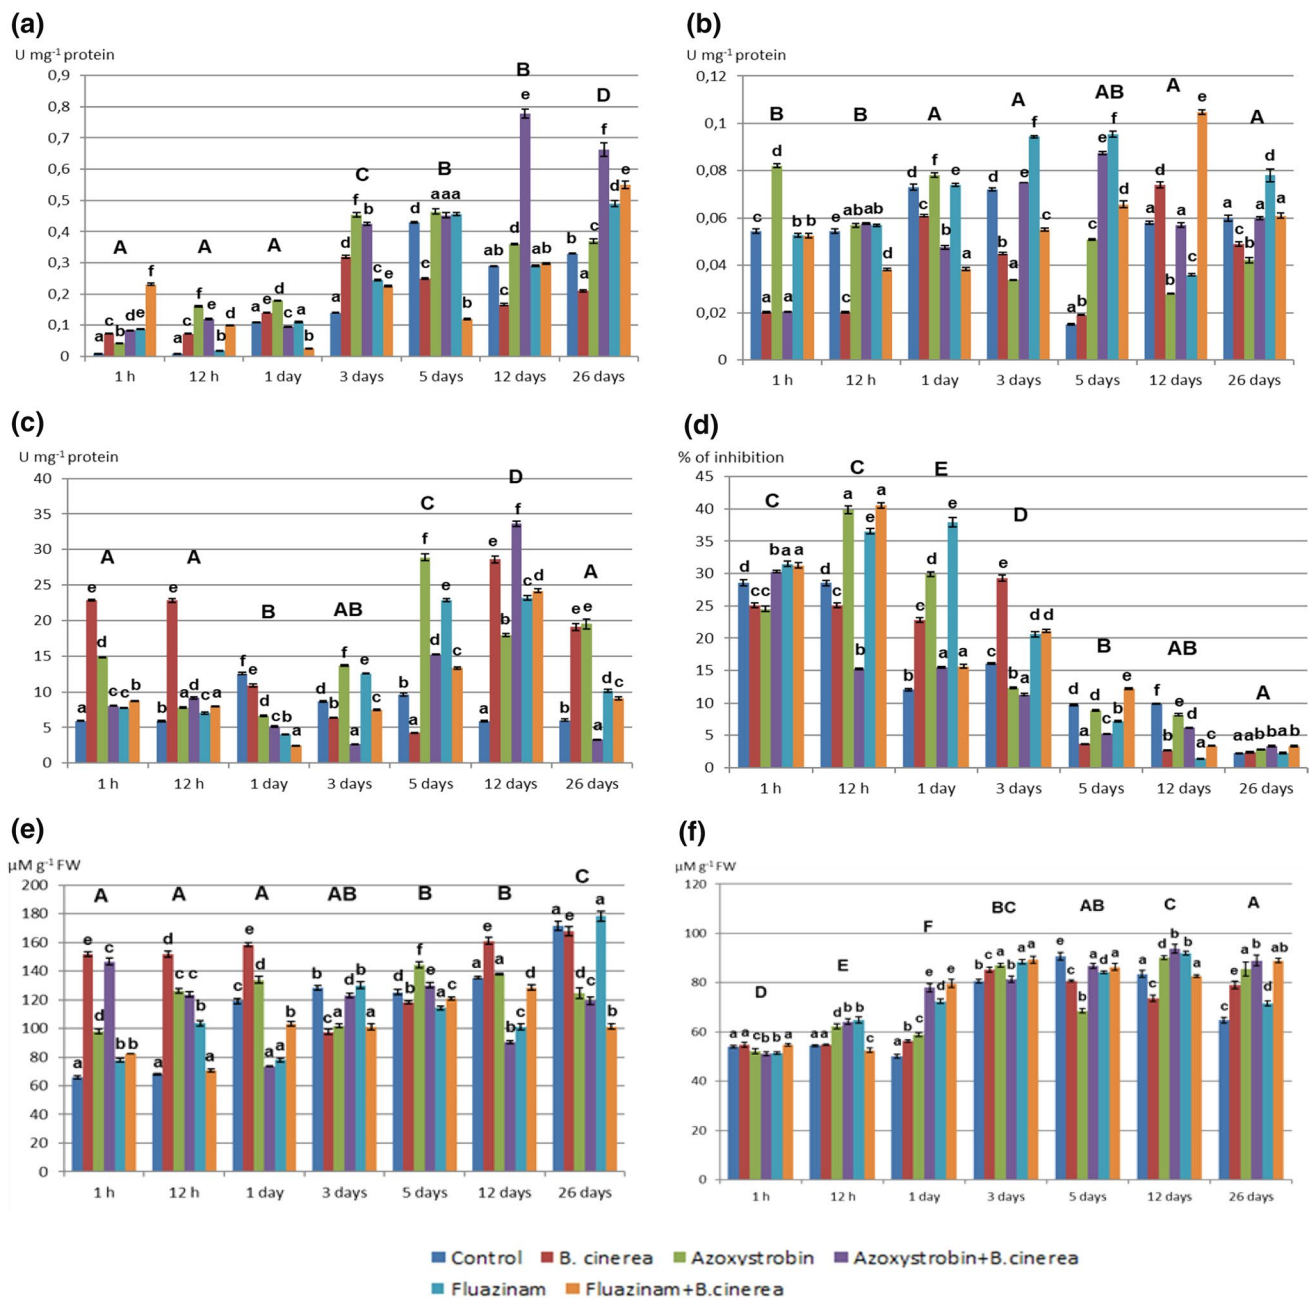 (a)
U mg⁻¹ protein
0,9
0,8
0,7
0,6
0,5
0,4
0,3
0,2
0,1
0
A A A C B B D
a c b d e f
a c f e b d
a e d c a b
a d f b c e
d c a a a b
ab c d e ab ab
b a c f d e
1 h 12 h 1 day 3 days 5 days 12 days 26 days
(b)
U mg⁻¹ protein
0,12
0,1
0,08
0,06
0,04
0,02
0
B B A A AB A A
c a d a b b
e c ab ab d
d c f b e a
d b a e f c
a a c e f d
a d b a c e
a c b a d a
1 h 12 h 1 day 3 days 5 days 12 days 26 days
(c)
U mg⁻¹ protein
40
35
30
25
20
15
10
5
0
A A B AB C D A
a e d c c b
a e a d c a
f e d c b a
d b f a e c
b a f d e c
a e b f c d
b e e a d c
1 h 12 h 1 day 3 days 5 days 12 days 26 days
(d)
% of inhibition
45
40
35
30
25
20
15
10
5
0
C C E D B AB A
d c c b a a
d c a b e a
b c d a e a
c e b a d d
d a d c b e
f b e d a c
a a b b a b
1 h 12 h 1 day 3 days 5 days 12 days 26 days
(e)
µM g⁻¹ FW
200
180
160
140
120
100
80
60
40
20
0
A A A AB B B C
a e d c b b
a d c c b a
c e d a a b
b c a d b a
c b f e a b
a e a b c d
a e d c a b
1 h 12 h 1 day 3 days 5 days 12 days 26 days
(f)
µM g⁻¹ FW
120
100
80
60
40
20
0
D E F BC AB C A
a a c b b a
a a d b b c
a b c e d e
b c a b a a
e c b a d a
a c d b b a
c e a b d ab
1 h 12 h 1 day 3 days 5 days 12 days 26 days
Control B. cinerea Azoxystrobin Azoxystrobin+B.cinerea
Fluazinam Fluazinam+B.cinerea